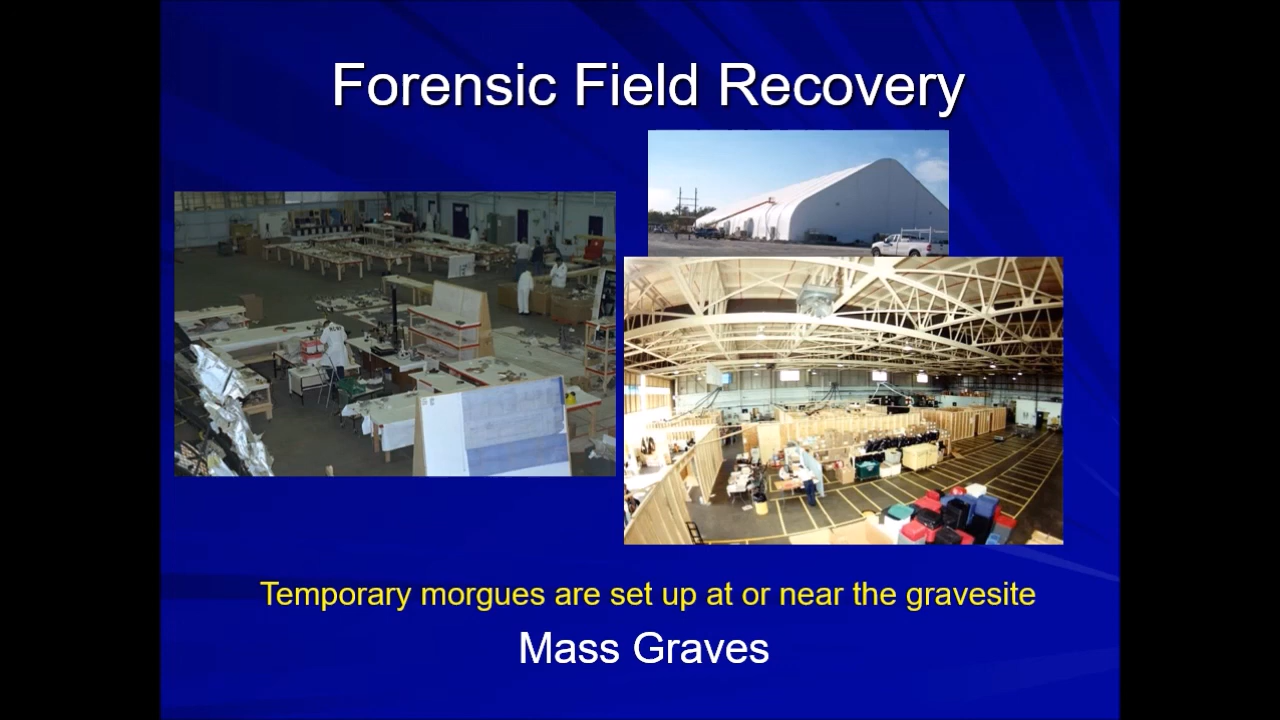 Forensic Field Recovery
Temporary morgues are set up at or near the gravesite
Mass Graves